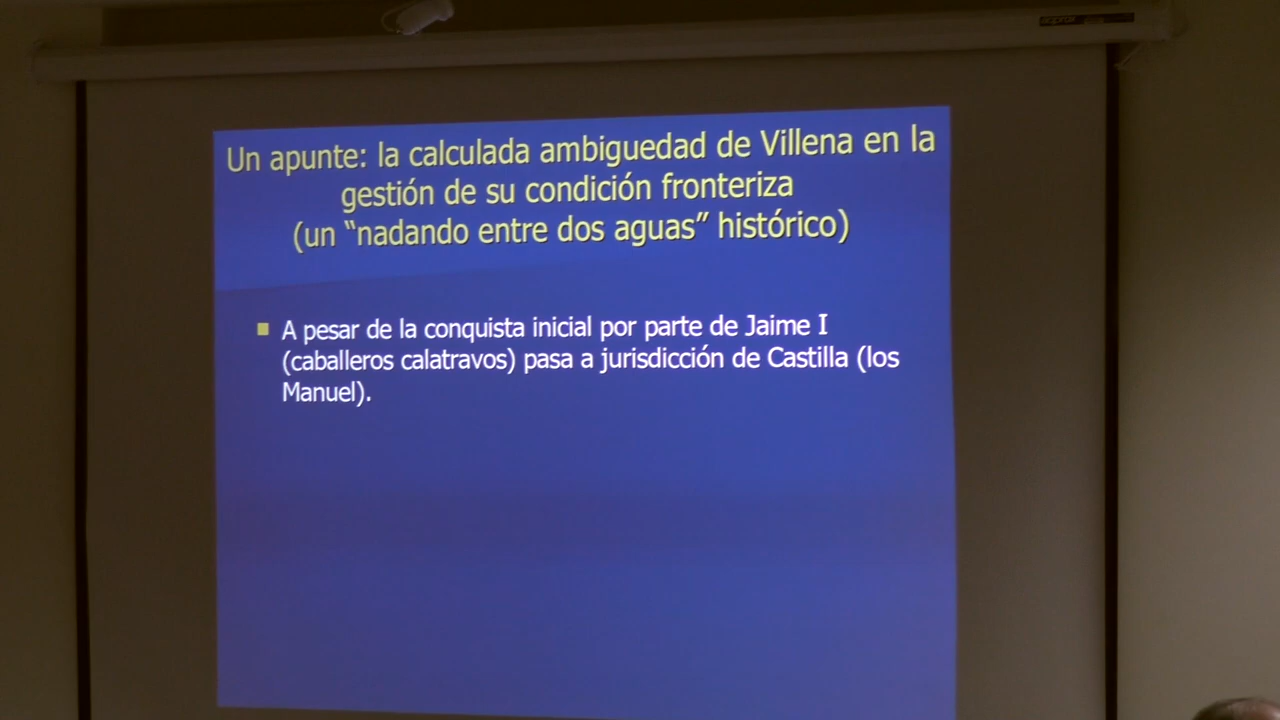 approx
Un apunte: la calculada ambiguedad de Villena en la
gestión de su condición fronteriza
(un “nadando entre dos aguas” histórico)
A pesar de la conquista inicial por parte de Jaime I
(caballeros calatravos) pasa a jurisdicción de Castilla (los
Manuel).